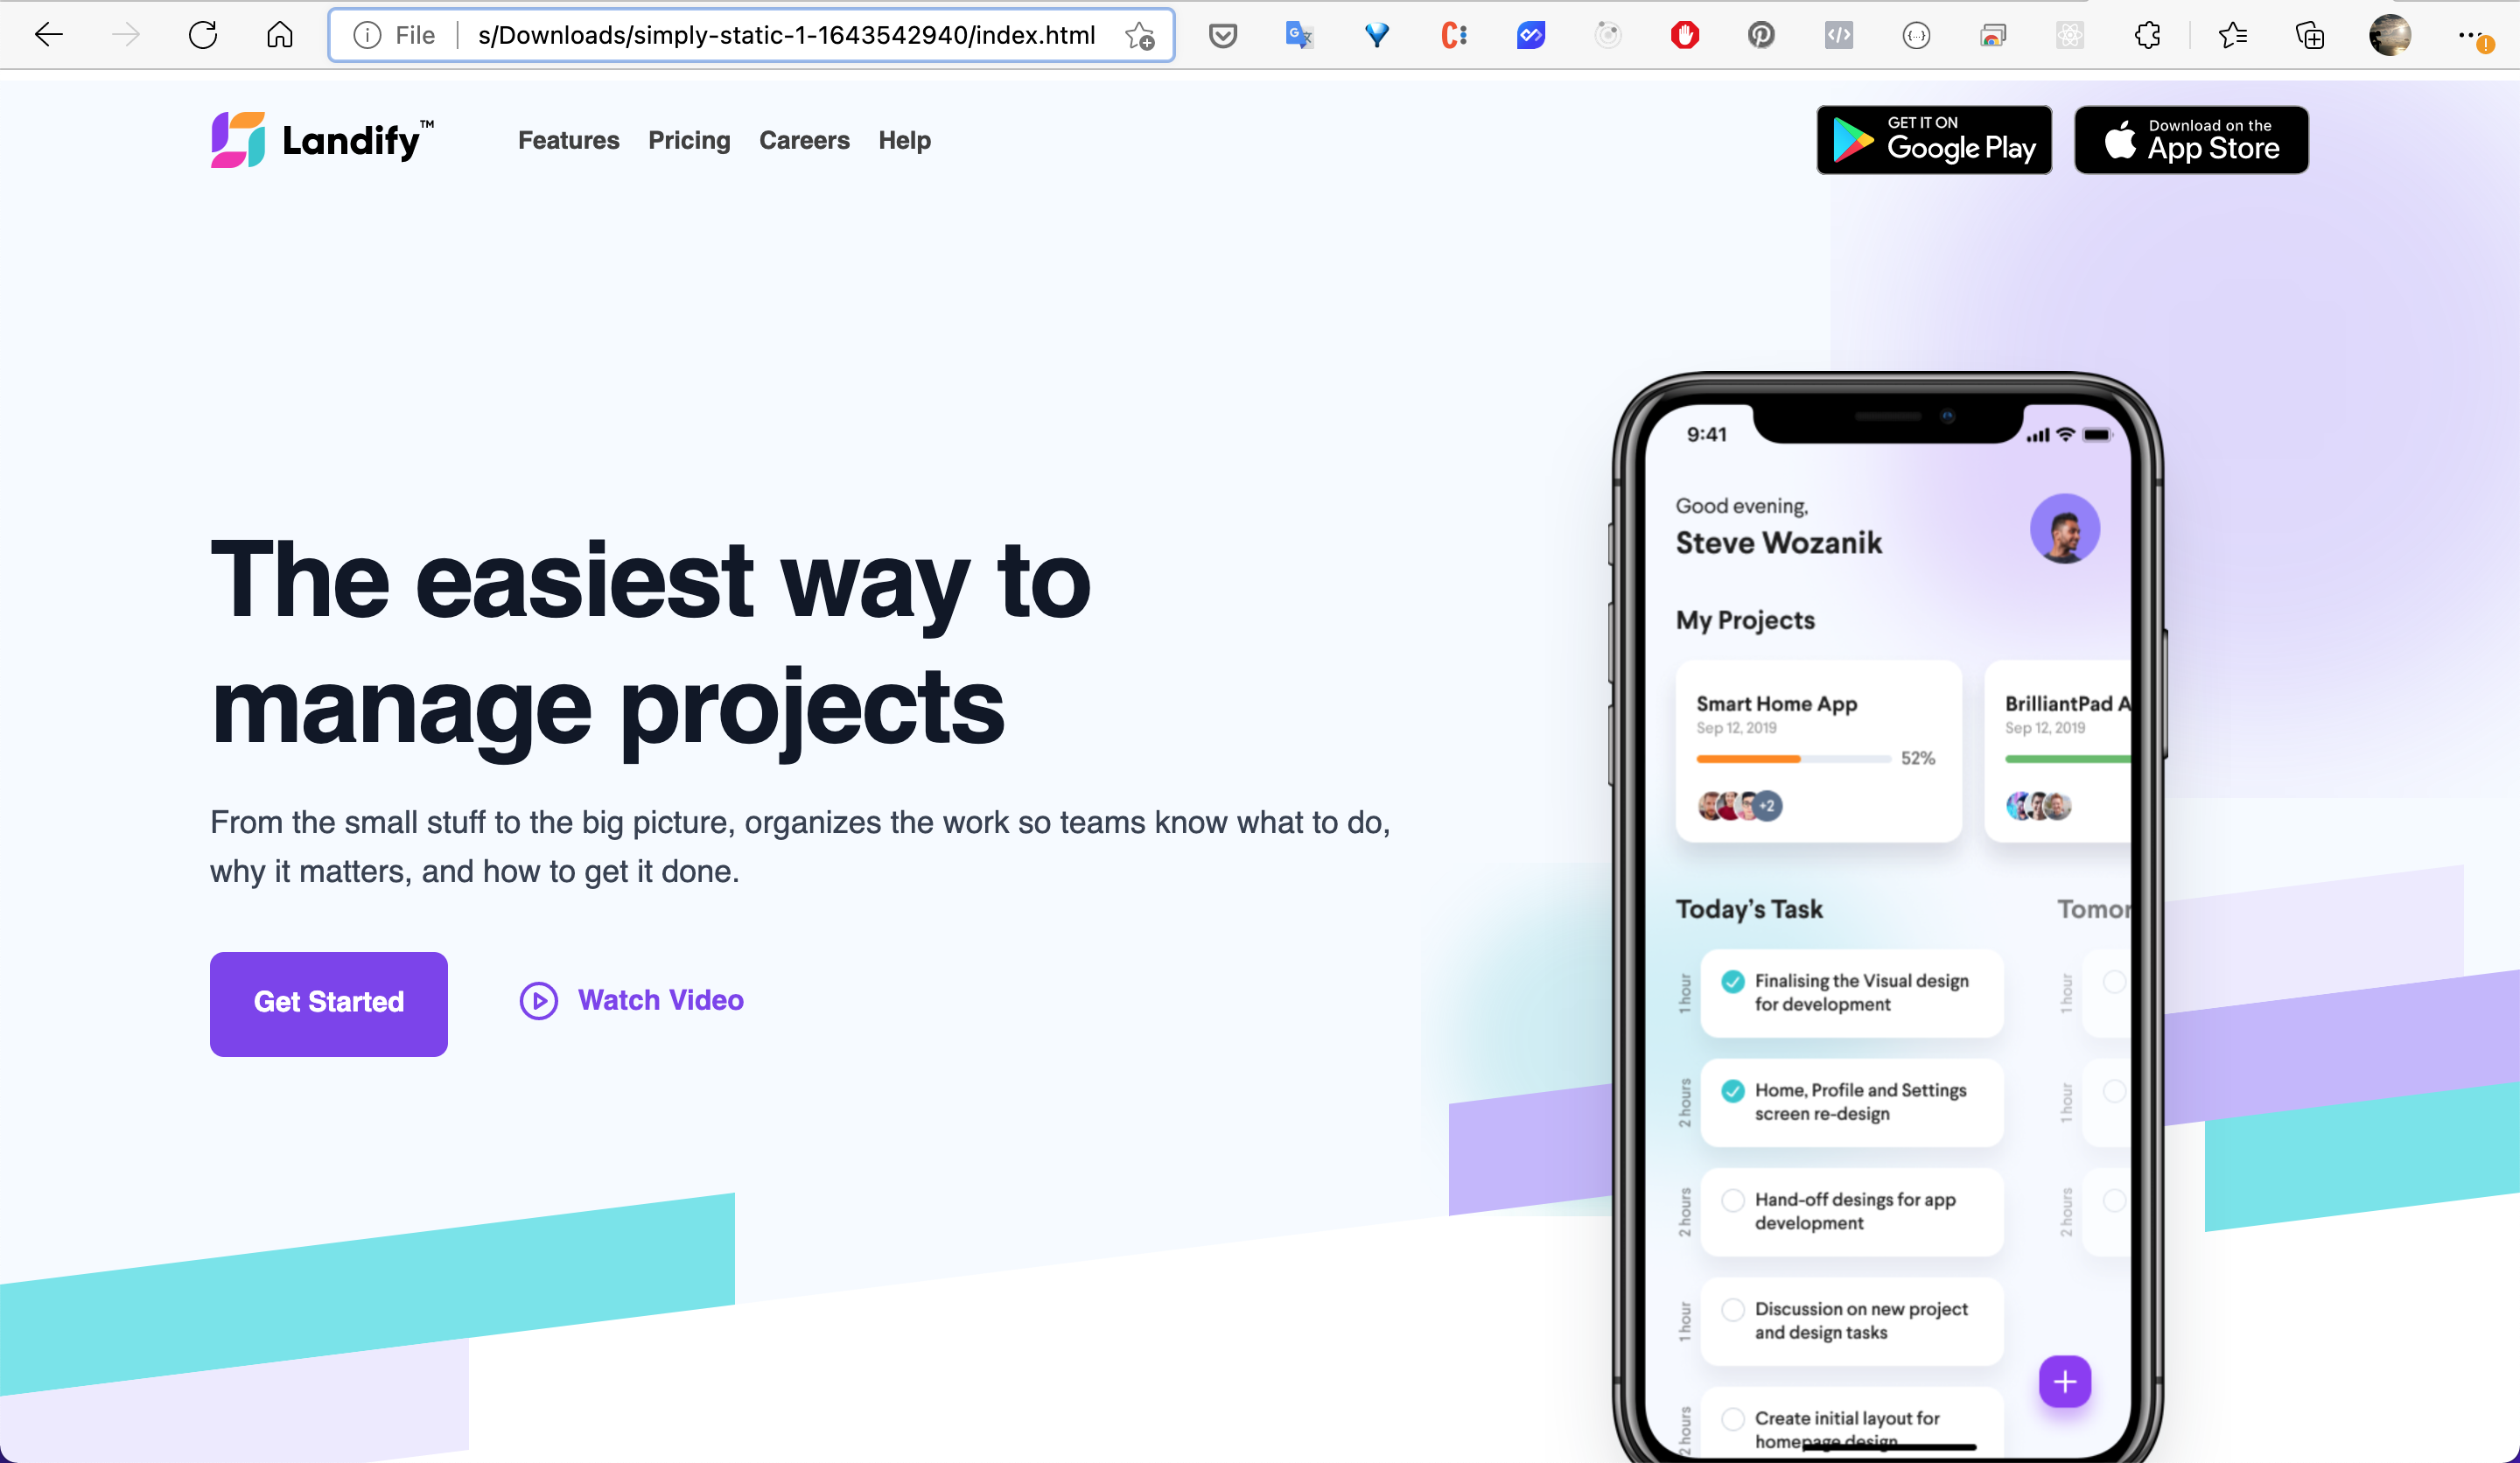 File
s/Downloads/simply-static-1-1643542940/index.html
Landify™
Features
Pricing
Careers
Help
GET IT ON
Google Play
Download on the
App Store
The easiest way to
manage projects
From the small stuff to the big picture, organizes the work so teams know what to do,
why it matters, and how to get it done.
Get Started
Watch Video
9:41
Good evening,
Steve Wozanik
My Projects
Smart Home App
Sep 12, 2019
52%
+2
BrilliantPad A
Sep 12, 2019
Today's Task
Tomor
1 hour
Finalising the Visual design
for development
1 hour
2 hours
Home, Profile and Settings
screen re-design
1 hour
2 hours
Hand-off desings for app
development
2 hours
1 hour
Discussion on new project
and design tasks
2 hours
Create initial layout for
homepage design